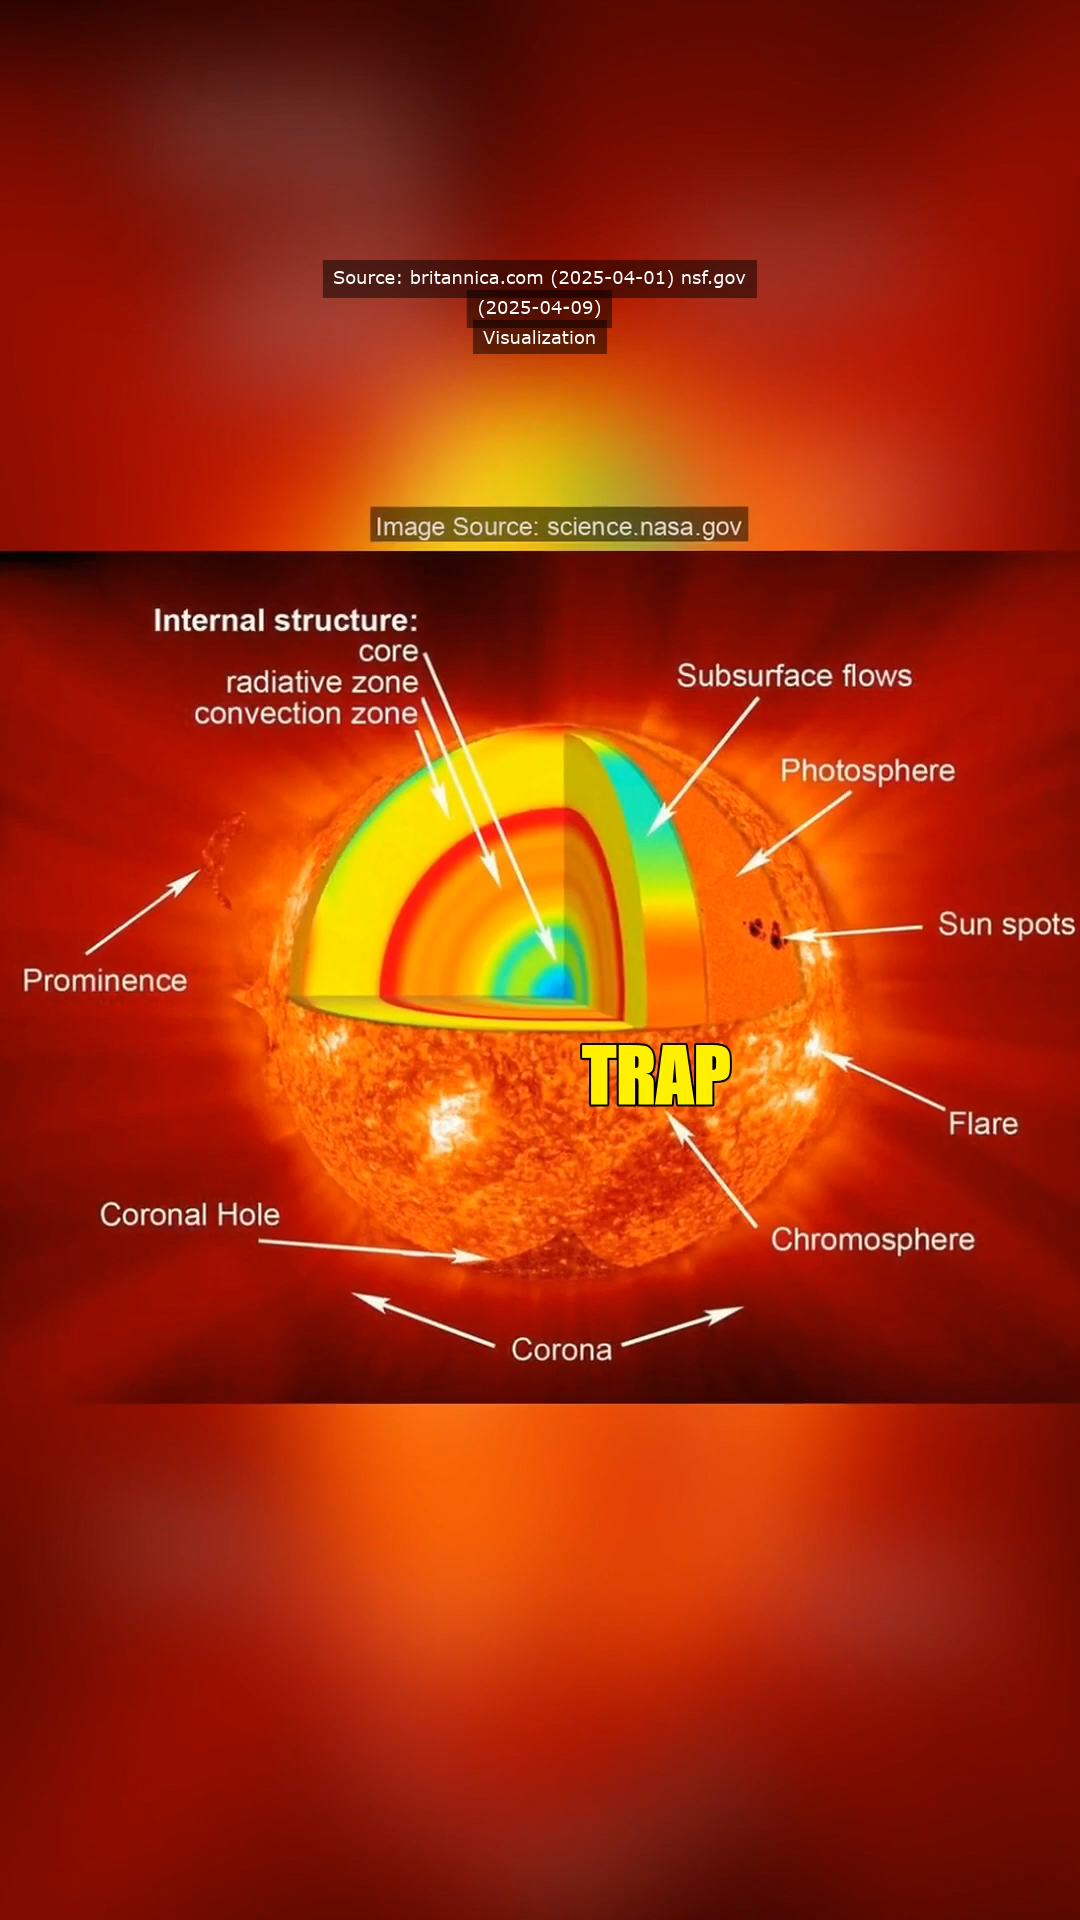 Source: britannica.com (2025-04-01) nsf.gov
(2025-04-09)
Visualization
Image Source: science.nasa.gov
Internal structure:
core
radiative zone
convection zone
Subsurface flows
Photosphere
Sun spots
Prominence
TRAP
Flare
Coronal Hole
Chromosphere
Corona